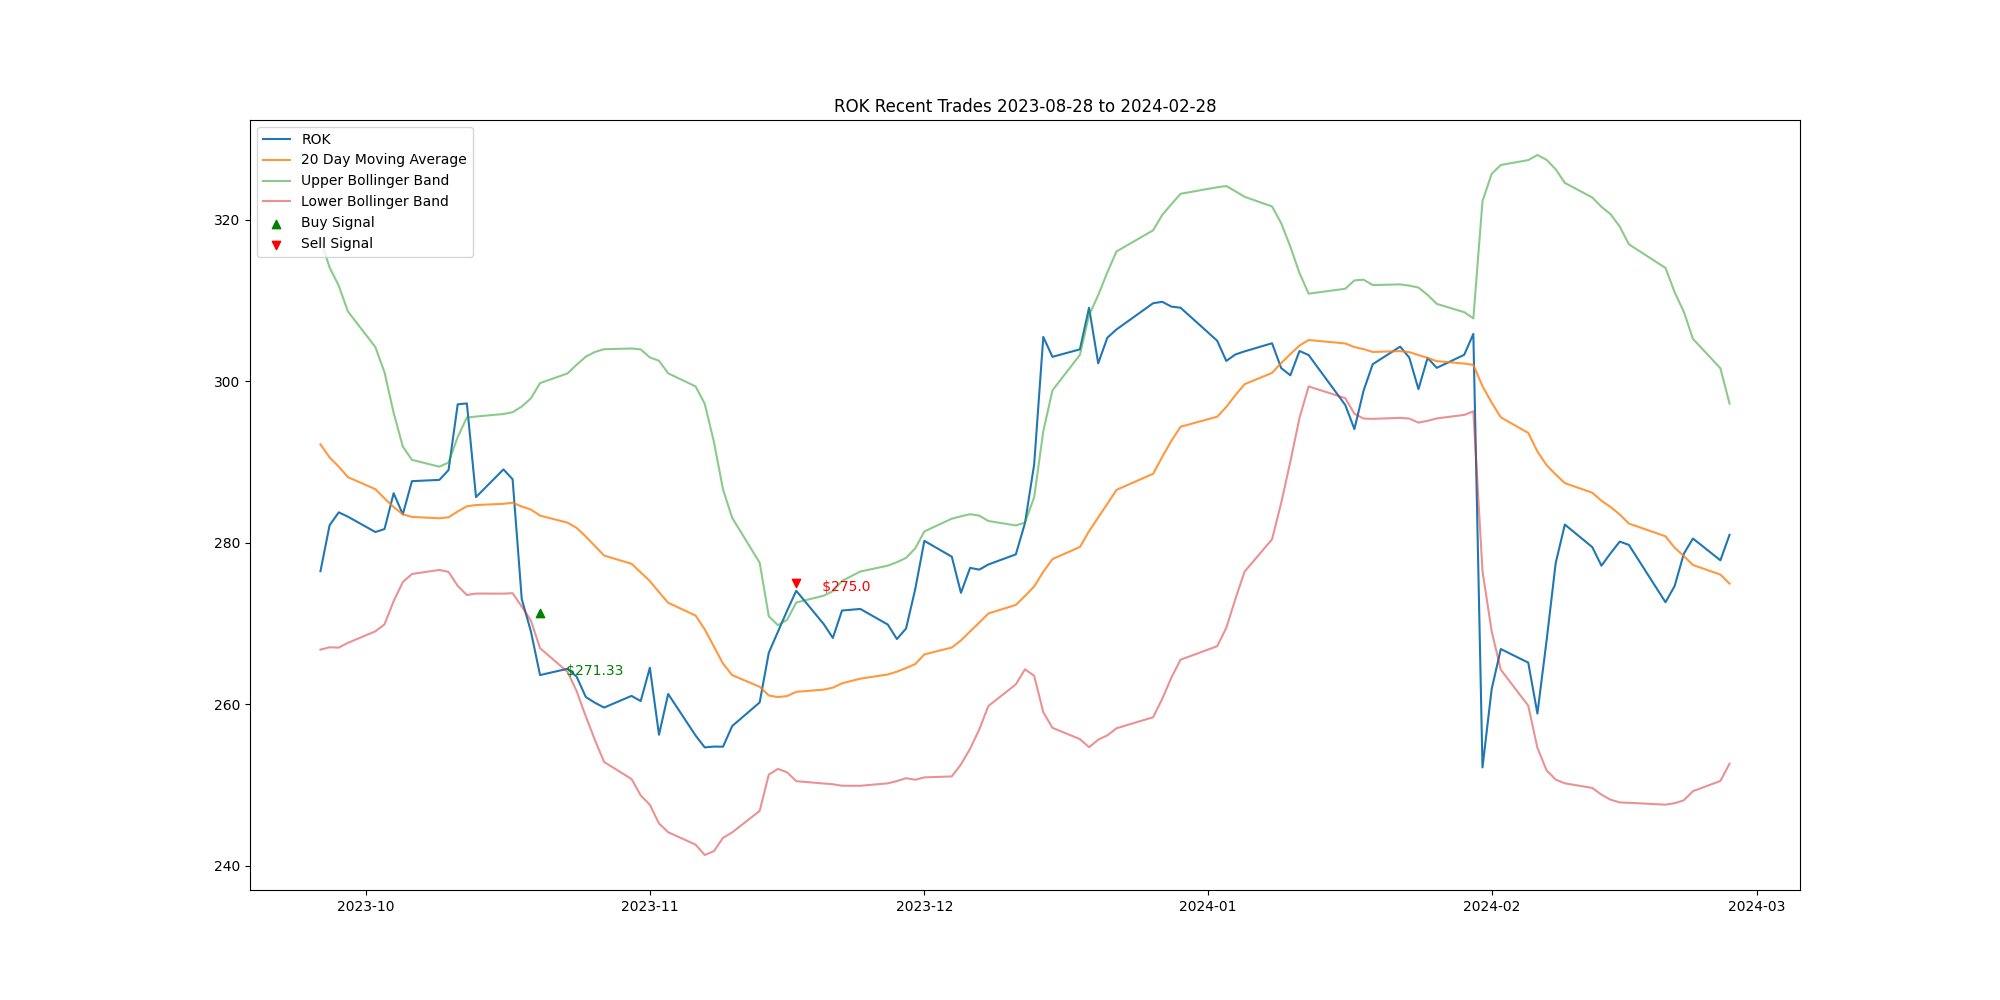 ROK Recent Trades 2023-08-28 to 2024-02-28
ROK
20 Day Moving Average
Upper Bollinger Band
Lower Bollinger Band
Buy Signal
Sell Signal
320
300
280
260
240
$275.0
$271.33
2023-10
2023-11
2023-12
2024-01
2024-02
2024-03